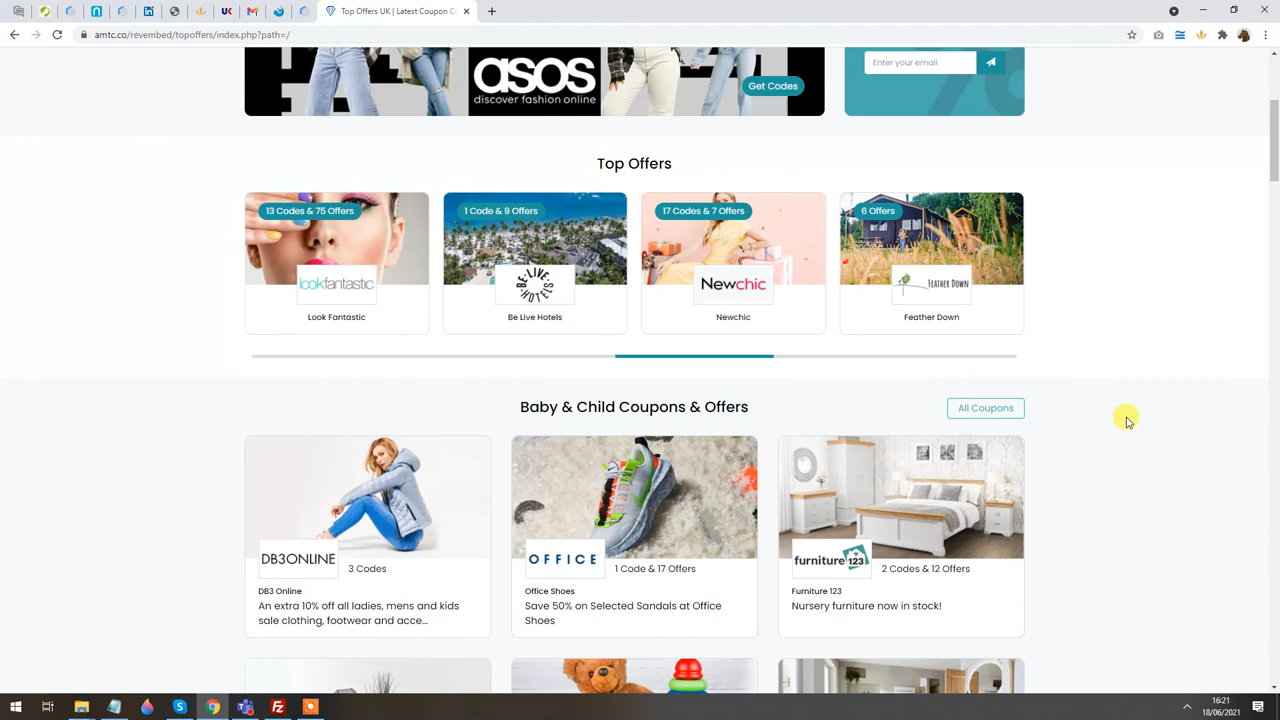 Top Offers UK | Latest Coupon C
amtc.co/revembed/topoffers/index.php?path=/
asos
discover fashion online
Get Codes
Enter your email
Top Offers
13 Codes & 75 Offers
1 Code & 9 Offers
17 Codes & 7 Offers
6 Offers
lookfantastic
BE LIVE HOTELS
Newchic
FEATHER DOWN
Look Fantastic
Be Live Hotels
Newchic
Feather Down
Baby & Child Coupons & Offers
All Coupons
DB3ONLINE
3 Codes
OFFICE
1 Code & 17 Offers
furniture 123
2 Codes & 12 Offers
DB3 Online
Office Shoes
Furniture 123
An extra 10% off all ladies, mens and kids
sale clothing, footwear and acce...
Save 50% on Selected Sandals at Office
Shoes
Nursery furniture now in stock!
16:21
18/06/2021